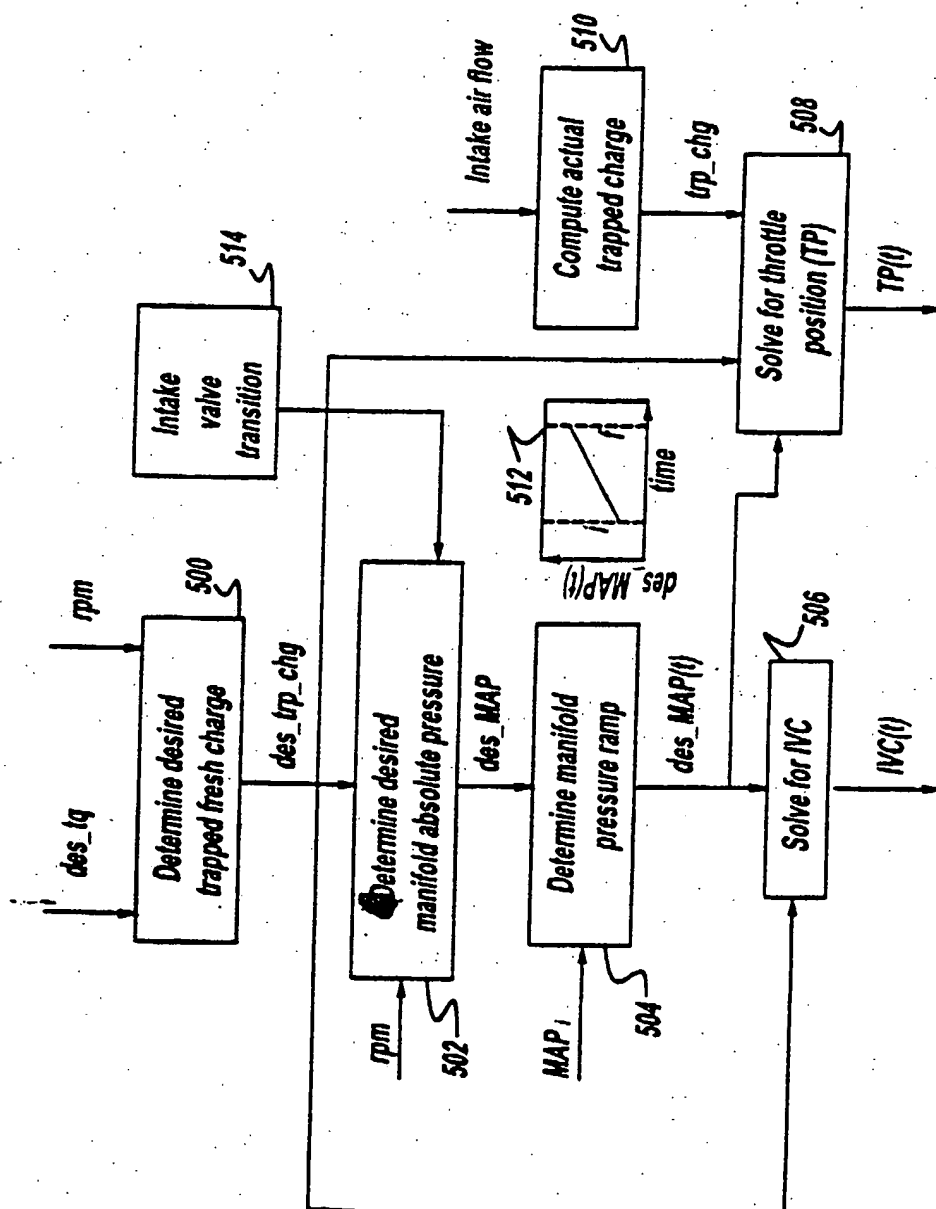 des_tq
rpm
500
Determine desired
trapped fresh charge
des_trp_chg
514
Intake
valve
transition
Intake air flow
510
Compute actual
trapped charge
trp_chg
rpm
502
Determine desired
manifold absolute pressure
des_MAP
MAP i
504
Determine manifold
pressure ramp
des_MAP(t)
512
des_MAP(t)
i
f
time
506
Solve for IVC
IVC(t)
508
Solve for throttle
position (TP)
TP(t)